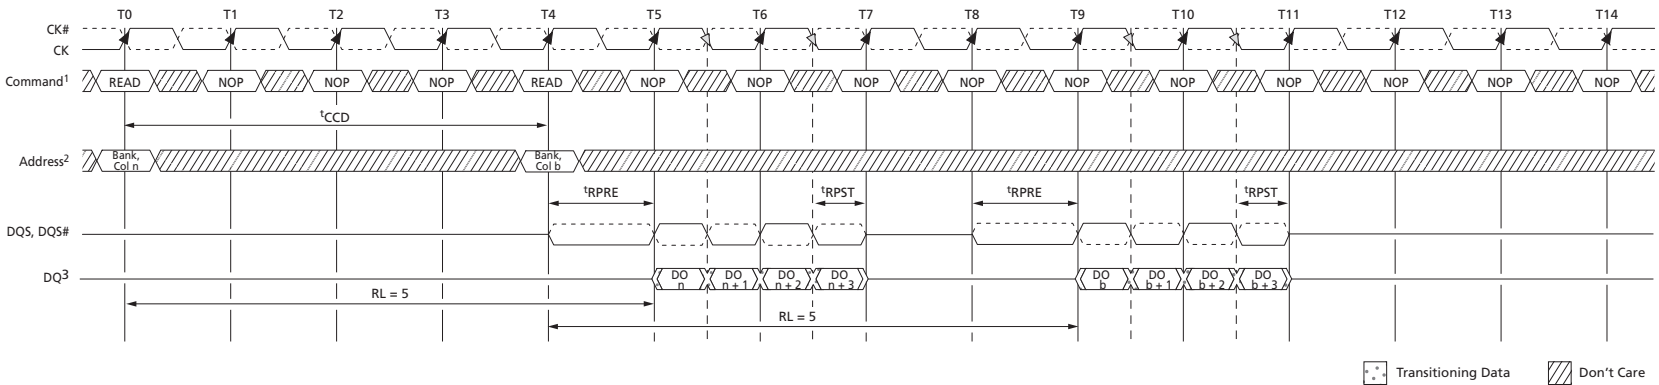 T0 T1 T2 T3 T4 T5 T6 T7 T8 T9 T10 T11 T12 T13 T14
CK#
CK
Command¹ READ NOP NOP NOP READ NOP NOP NOP NOP NOP NOP NOP NOP NOP NOP
tCCD
Address² Bank, Col n Bank, Col b
tRPRE tRPST tRPRE tRPST
DQS, DQS#
DQ³ DO n DO n + 1 DO n + 2 DO n + 3 DO b DO b + 1 DO b + 2 DO b + 3
RL = 5
RL = 5
Transitioning Data Don't Care